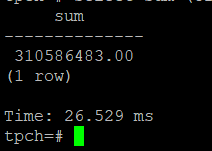 sum
--------------
310586483.00
(1 row)
Time: 26.529 ms
tpch=#